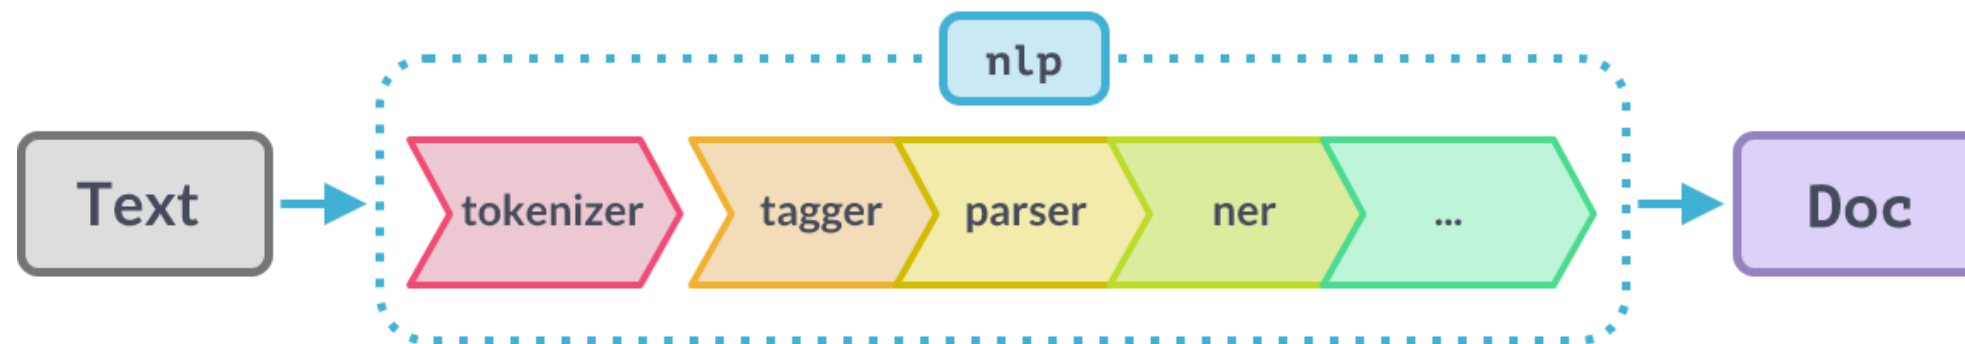 nlp
Text
tokenizer
tagger
parser
ner
...
Doc